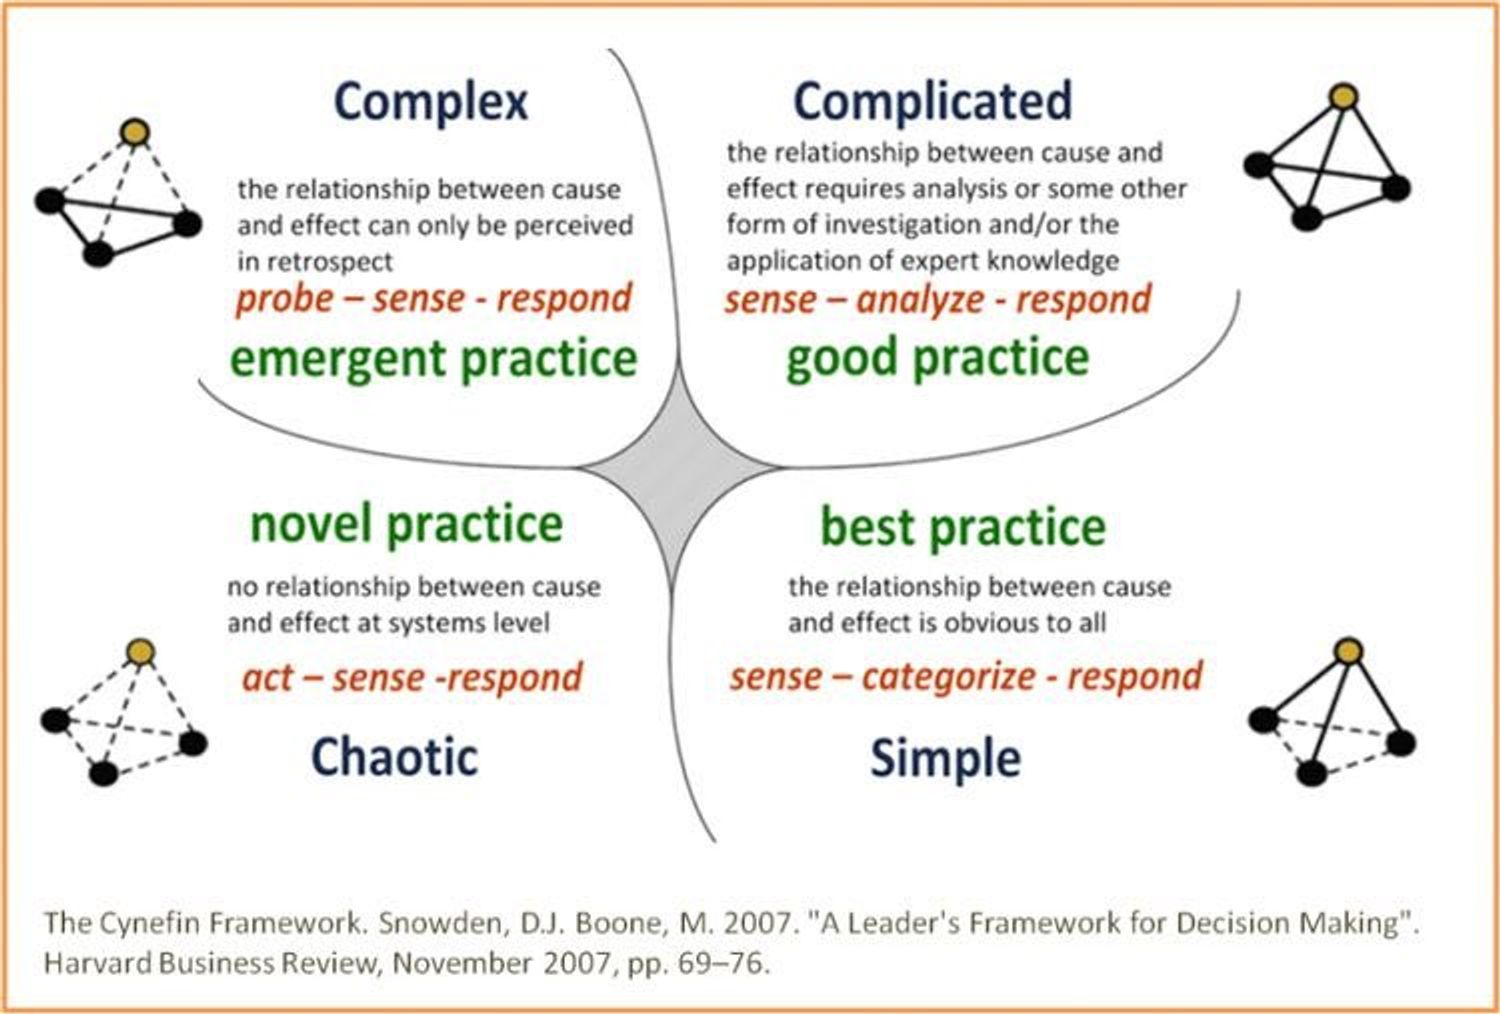 Complex
the relationship between cause
and effect can only be perceived
in retrospect
probe – sense - respond
emergent practice
Complicated
the relationship between cause and
effect requires analysis or some other
form of investigation and/or the
application of expert knowledge
sense – analyze - respond
good practice
novel practice
no relationship between cause
and effect at systems level
act – sense -respond
Chaotic
best practice
the relationship between cause
and effect is obvious to all
sense – categorize - respond
Simple
The Cynefin Framework. Snowden, D.J. Boone, M. 2007. "A Leader's Framework for Decision Making".
Harvard Business Review, November 2007, pp. 69–76.